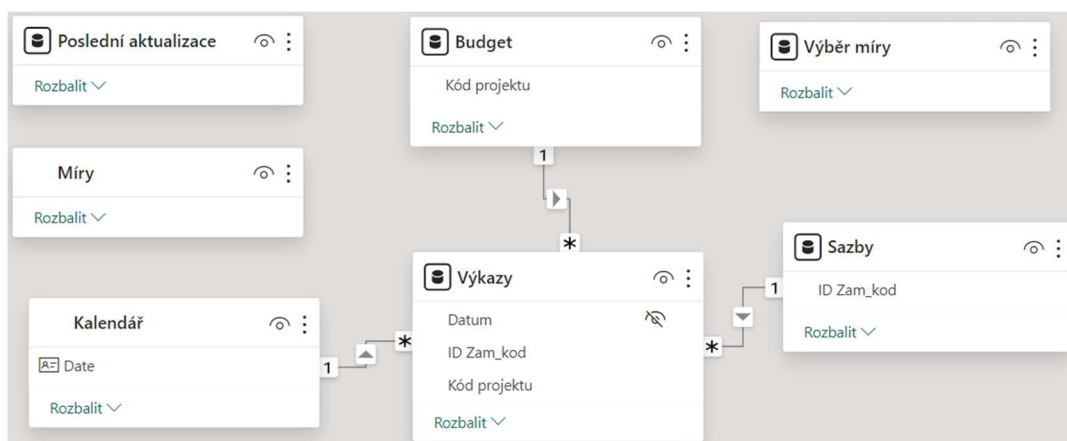 Poslední aktualizace
Rozbalit
Budget
Kód projektu
Rozbalit
Výběr míry
Rozbalit
Míry
Rozbalit
1
*
Kalendář
Date
Rozbalit
1
*
Výkazy
Datum
ID Zam_kod
Kód projektu
Rozbalit
*
1
Sazby
ID Zam_kod
Rozbalit